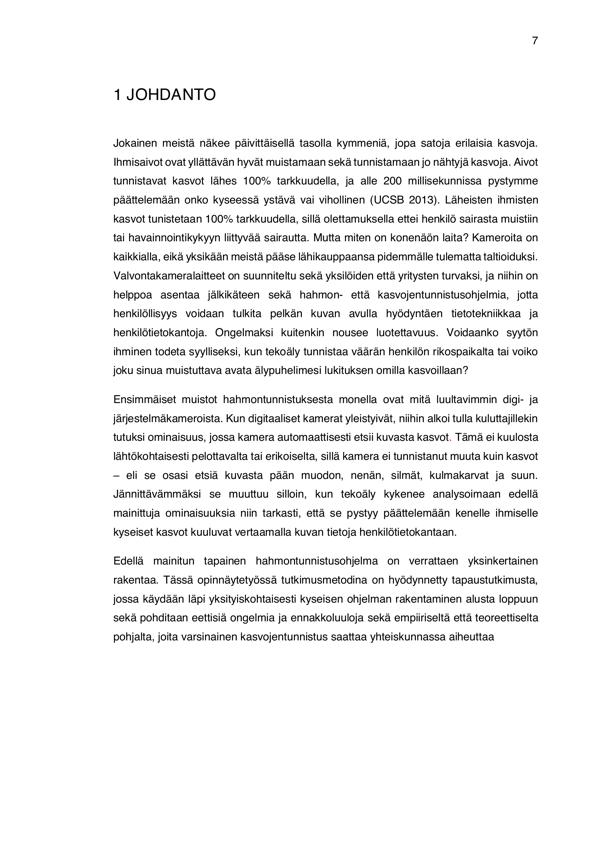 7
1 JOHDANTO
Jokainen meistä näkee päivittäisellä tasolla kymmeniä, jopa satoja erilaisia kasvoja.
Ihmisaivot ovat yllättävän hyvät muistamaan sekä tunnistamaan jo nähtyjä kasvoja. Aivot
tunnistavat kasvot lähes 100% tarkkuudella, ja alle 200 millisekunnissa pystymme
päättelemään onko kyseessä ystävä vai vihollinen (UCSB 2013). Läheisten ihmisten
kasvot tunistetaan 100% tarkkuudella, sillä olettamuksella ettei henkilö sairasta muistiin
tai havainnointikykyyn liittyvää sairautta. Mutta miten on konenäön laita? Kameroita on
kaikkialla, eikä yksikään meistä pääse lähikauppaansa pidemmälle tulematta taltioiduksi.
Valvontakameralaitteet on suunniteltu sekä yksilöiden että yritysten turvaksi, ja niihin on
helppoa asentaa jälkikäteen sekä hahmon- että kasvojentunnistusohjelmia, jotta
henkilöllisyys voidaan tulkita pelkän kuvan avulla hyödyntäen tietotekniikkaa ja
henkilötietokantoja. Ongelmaksi kuitenkin nousee luotettavuus. Voidaanko syytön
ihminen todeta syylliseksi, kun tekoäly tunnistaa väärän henkilön rikospaikalta tai voiko
joku sinua muistuttava avata älypuhelimesi lukituksen omilla kasvoillaan?
Ensimmäiset muistot hahmontunnistuksesta monella ovat mitä luultavimmin digi- ja
järjestelmäkameroista. Kun digitaaliset kamerat yleistyivät, niihin alkoi tulla kuluttajillekin
tutuksi ominaisuus, jossa kamera automaattisesti etsii kuvasta kasvot. Tämä ei kuulosta
lähtökohtaisesti pelottavalta tai erikoiselta, sillä kamera ei tunnistanut muuta kuin kasvot
– eli se osasi etsiä kuvasta pään muodon, nenän, silmät, kulmakarvat ja suun.
Jännittävämmäksi se muuttuu silloin, kun tekoäly kykenee analysoimaan edellä
mainittuja ominaisuuksia niin tarkasti, että se pystyy päättelemään kenelle ihmiselle
kyseiset kasvot kuuluvat vertaamalla kuvan tietoja henkilötietokantaan.
Edellä mainitun tapainen hahmontunnistusohjelma on verrattaen yksinkertainen
rakentaa. Tässä opinnäytetyössä tutkimusmetodina on hyödynnetty tapaustutkimusta,
jossa käydään läpi yksityiskohtaisesti kyseisen ohjelman rakentaminen alusta loppuun
sekä pohditaan eettisiä ongelmia ja ennakkoluuloja sekä empiiriseltä että teoreettiselta
pohjalta, joita varsinainen kasvojentunnistus saattaa yhteiskunnassa aiheuttaa